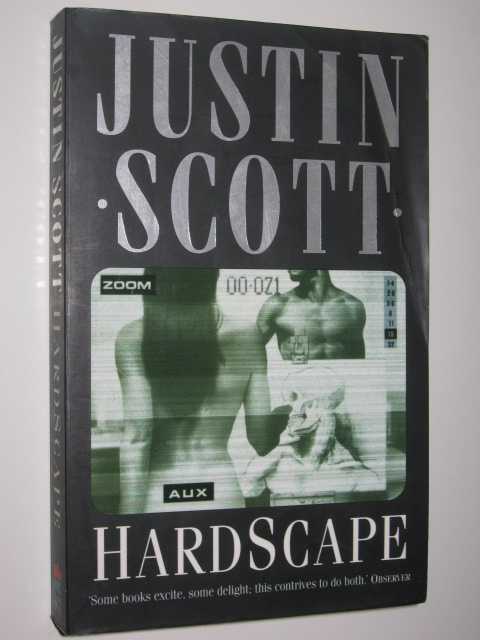 JUSTIN
·SCOTT·
ZOOM
00:071
AUX
HARDSCAPE
'Some books excite, some delight; this contrives to do both.' OBSERVER
JUSTIN SCOTT HARDSCAPE